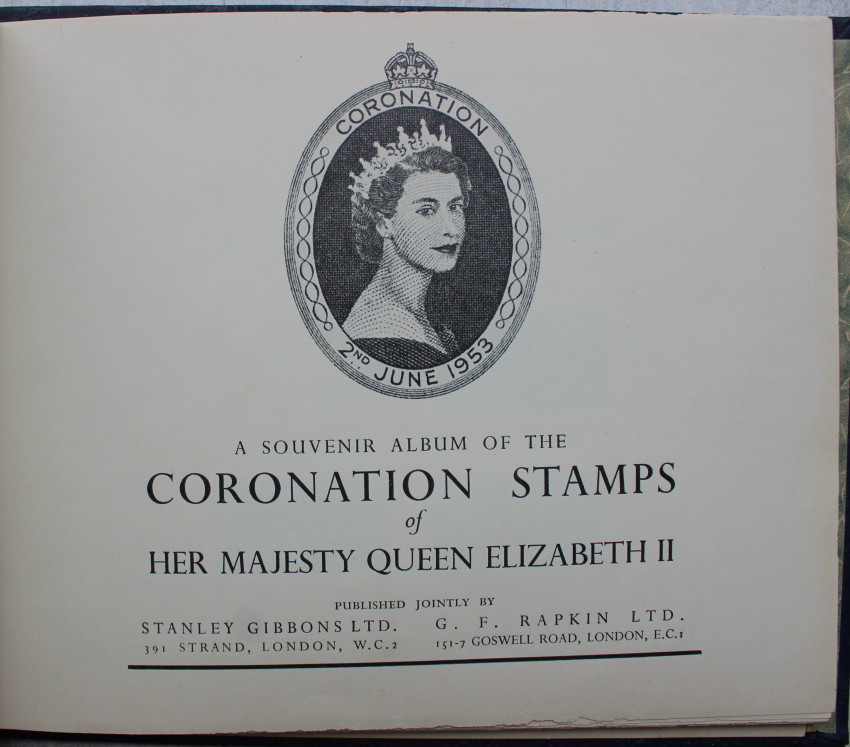 CORONATION
2ND JUNE 1953
A SOUVENIR ALBUM OF THE
CORONATION STAMPS
of
HER MAJESTY QUEEN ELIZABETH II
PUBLISHED JOINTLY BY
STANLEY GIBBONS LTD. G. F. RAPKIN LTD.
391 STRAND, LONDON, W.C.2 151-7 GOSWELL ROAD, LONDON, E.C.1